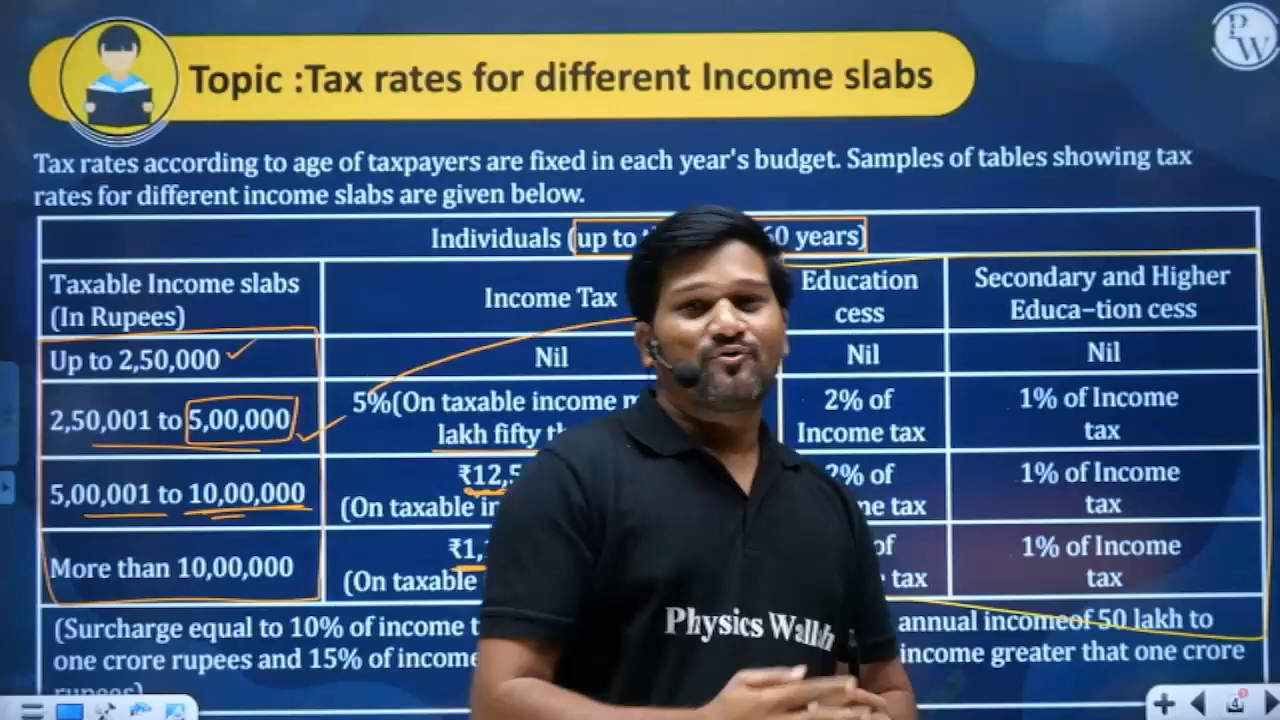 Topic :Tax rates for different Income slabs
P
W
Tax rates according to age of taxpayers are fixed in each year's budget. Samples of tables showing tax
rates for different income slabs are given below.
Individuals (up to 60 years)
Taxable Income slabs
(In Rupees)
Income Tax
Education
cess
Secondary and Higher
Educa-tion cess
Up to 2,50,000
Nil
Nil
Nil
2,50,001 to 5,00,000
5%(On taxable income
lakh fifty
2% of
Income tax
1% of Income
tax
5,00,001 to 10,00,000
₹12,5
(On taxable
2% of
tax
1% of Income
tax
More than 10,00,000
₹1,
(On taxable
of
tax
1% of Income
tax
(Surcharge equal to 10% of income annual incomeof 50 lakh to
one crore rupees and 15% of income income greater that one crore
rupees)
Physics Wallah